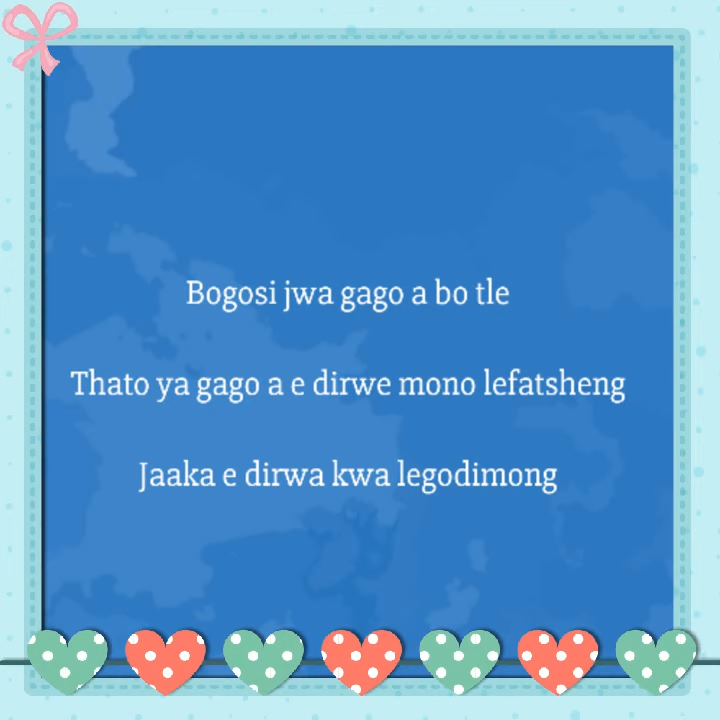 Bogosi jwa gago a bo tle
Thato ya gago a e dirwe mono lefatsheng
Jaaka e dirwa kwa legodimong